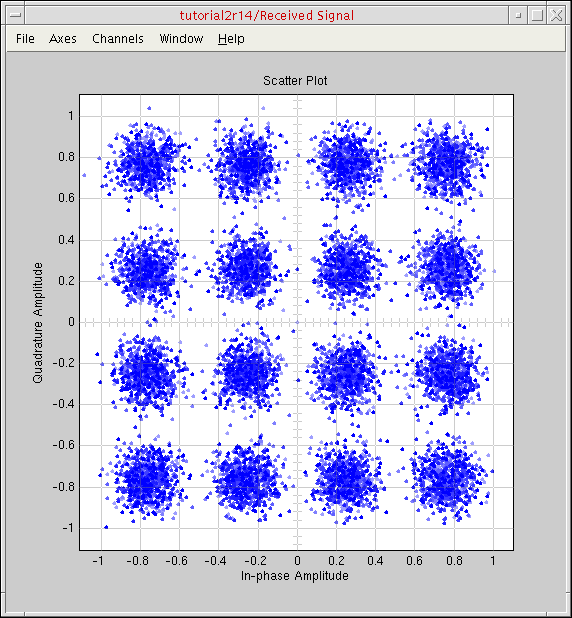 tutorial2r14/Received Signal
File Axes Channels Window Help
Scatter Plot
1
0.8
0.6
0.4
0.2
0
-0.2
-0.4
-0.6
-0.8
-1
Quadrature Amplitude
-1 -0.8 -0.6 -0.4 -0.2 0 0.2 0.4 0.6 0.8 1
In-phase Amplitude